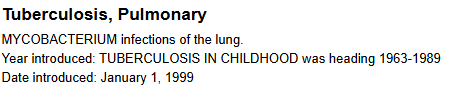 Tuberculosis, Pulmonary
MYCOBACTERIUM infections of the lung.
Year introduced: TUBERCULOSIS IN CHILDHOOD was heading 1963-1989
Date introduced: January 1, 1999